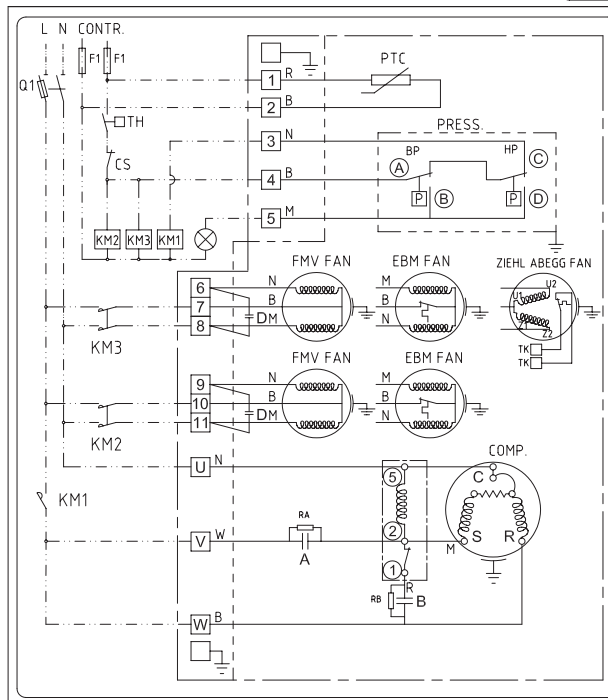 L N CONTR.
F1 F1
Q1
TH
CS
KM2 KM3 KM1
1 R
2 B
3 N
4 B
5 M
PTC
PRESS.
BP HP
A C
P B P D
FMV FAN EBM FAN ZIEHL ABEGG FAN
6 N M U1 U2
7 B B
8 DM N Z1 Z2
TK
TK
KM3
FMV FAN EBM FAN
9 N M
10 B B
11 DM N
KM2
COMP.
U N
5 C
KM1
RA
V W 2 S R
A M
1
R
RB B
W B